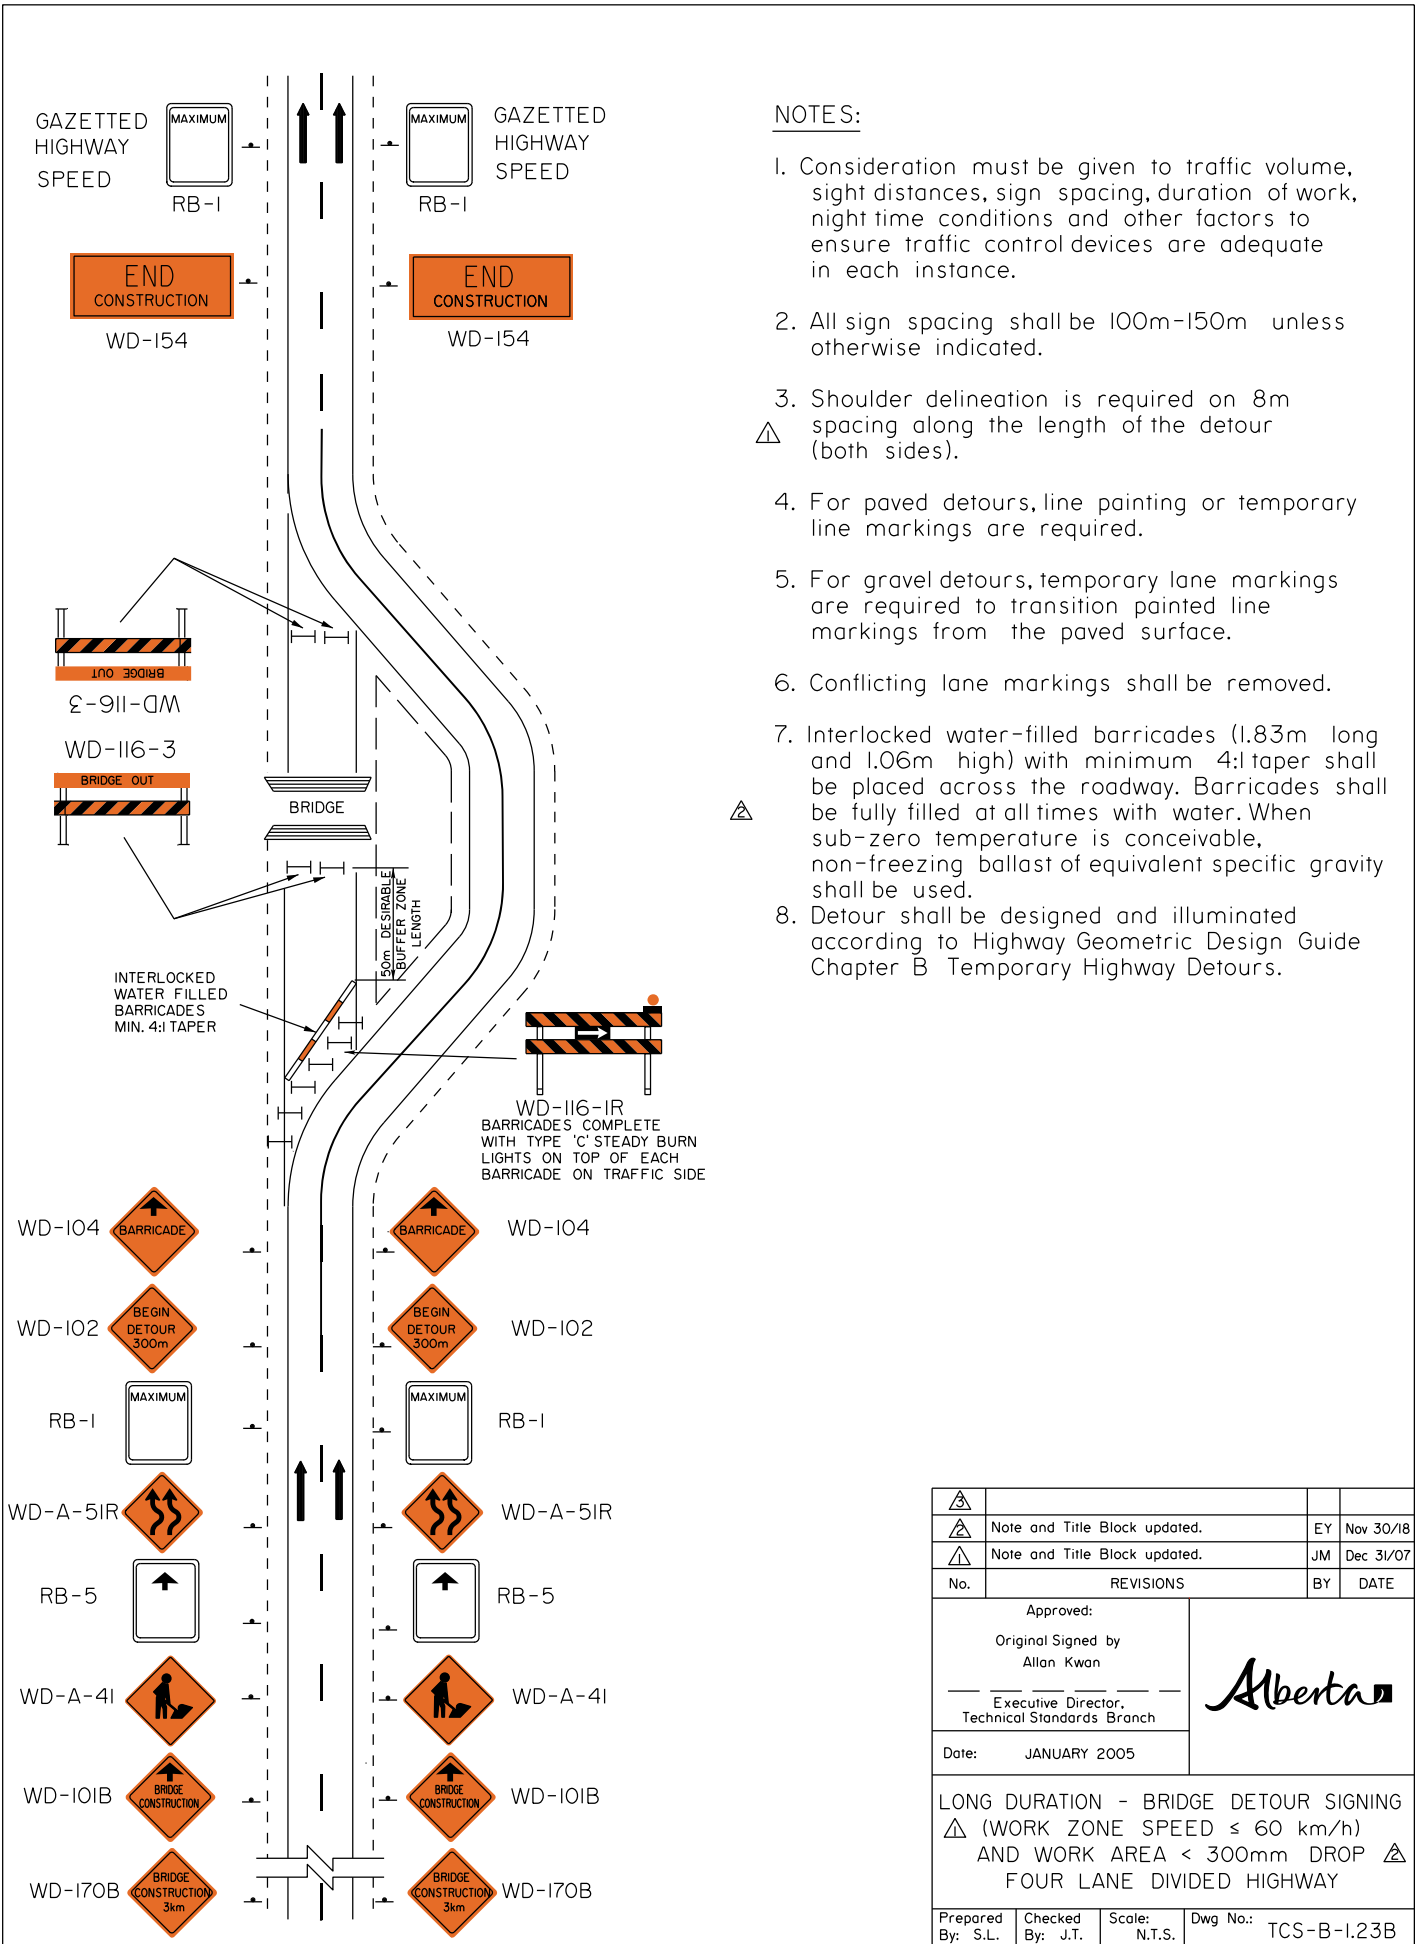 GAZETTED
HIGHWAY
SPEED
MAXIMUM
RB-1
MAXIMUM
RB-1
GAZETTED
HIGHWAY
SPEED
END
CONSTRUCTION
WD-154
END
CONSTRUCTION
WD-154
BRIDGE OUT
WD-116-3
WD-116-3
BRIDGE OUT
BRIDGE
50m DESIRABLE
BUFFER ZONE
LENGTH
INTERLOCKED
WATER FILLED
BARRICADES
MIN. 4:1 TAPER
WD-116-1R
BARRICADES COMPLETE
WITH TYPE 'C' STEADY BURN
LIGHTS ON TOP OF EACH
BARRICADE ON TRAFFIC SIDE
WD-104
BARRICADE
BARRICADE
WD-104
WD-102
BEGIN
DETOUR
300m
BEGIN
DETOUR
300m
WD-102
RB-1
MAXIMUM
MAXIMUM
RB-1
WD-A-51R
WD-A-51R
RB-5
RB-5
WD-A-41
WD-A-41
WD-101B
BRIDGE
CONSTRUCTION
BRIDGE
CONSTRUCTION
WD-101B
WD-170B
BRIDGE
CONSTRUCTION
3km
BRIDGE
CONSTRUCTION
3km
WD-170B
NOTES:
1. Consideration must be given to traffic volume,
sight distances, sign spacing, duration of work,
night time conditions and other factors to
ensure traffic control devices are adequate
in each instance.
2. All sign spacing shall be 100m-150m unless
otherwise indicated.
3. Shoulder delineation is required on 8m
1 spacing along the length of the detour
(both sides).
4. For paved detours, line painting or temporary
line markings are required.
5. For gravel detours, temporary lane markings
are required to transition painted line
markings from the paved surface.
6. Conflicting lane markings shall be removed.
7. Interlocked water-filled barricades (1.83m long
and 1.06m high) with minimum 4:1 taper shall
be placed across the roadway. Barricades shall
2 be fully filled at all times with water. When
sub-zero temperature is conceivable,
non-freezing ballast of equivalent specific gravity
shall be used.
8. Detour shall be designed and illuminated
according to Highway Geometric Design Guide
Chapter B Temporary Highway Detours.
3
2 Note and Title Block updated. EY Nov 30/18
1 Note and Title Block updated. JM Dec 31/07
No. REVISIONS BY DATE
Approved:
Original Signed by
Allan Kwan
Executive Director,
Technical Standards Branch
Date: JANUARY 2005
Alberta
LONG DURATION - BRIDGE DETOUR SIGNING
1 (WORK ZONE SPEED ≤ 60 km/h)
AND WORK AREA < 300mm DROP 2
FOUR LANE DIVIDED HIGHWAY
Prepared
By: S.L.
Checked
By: J.T.
Scale:
N.T.S.
Dwg No.: TCS-B-1.23B